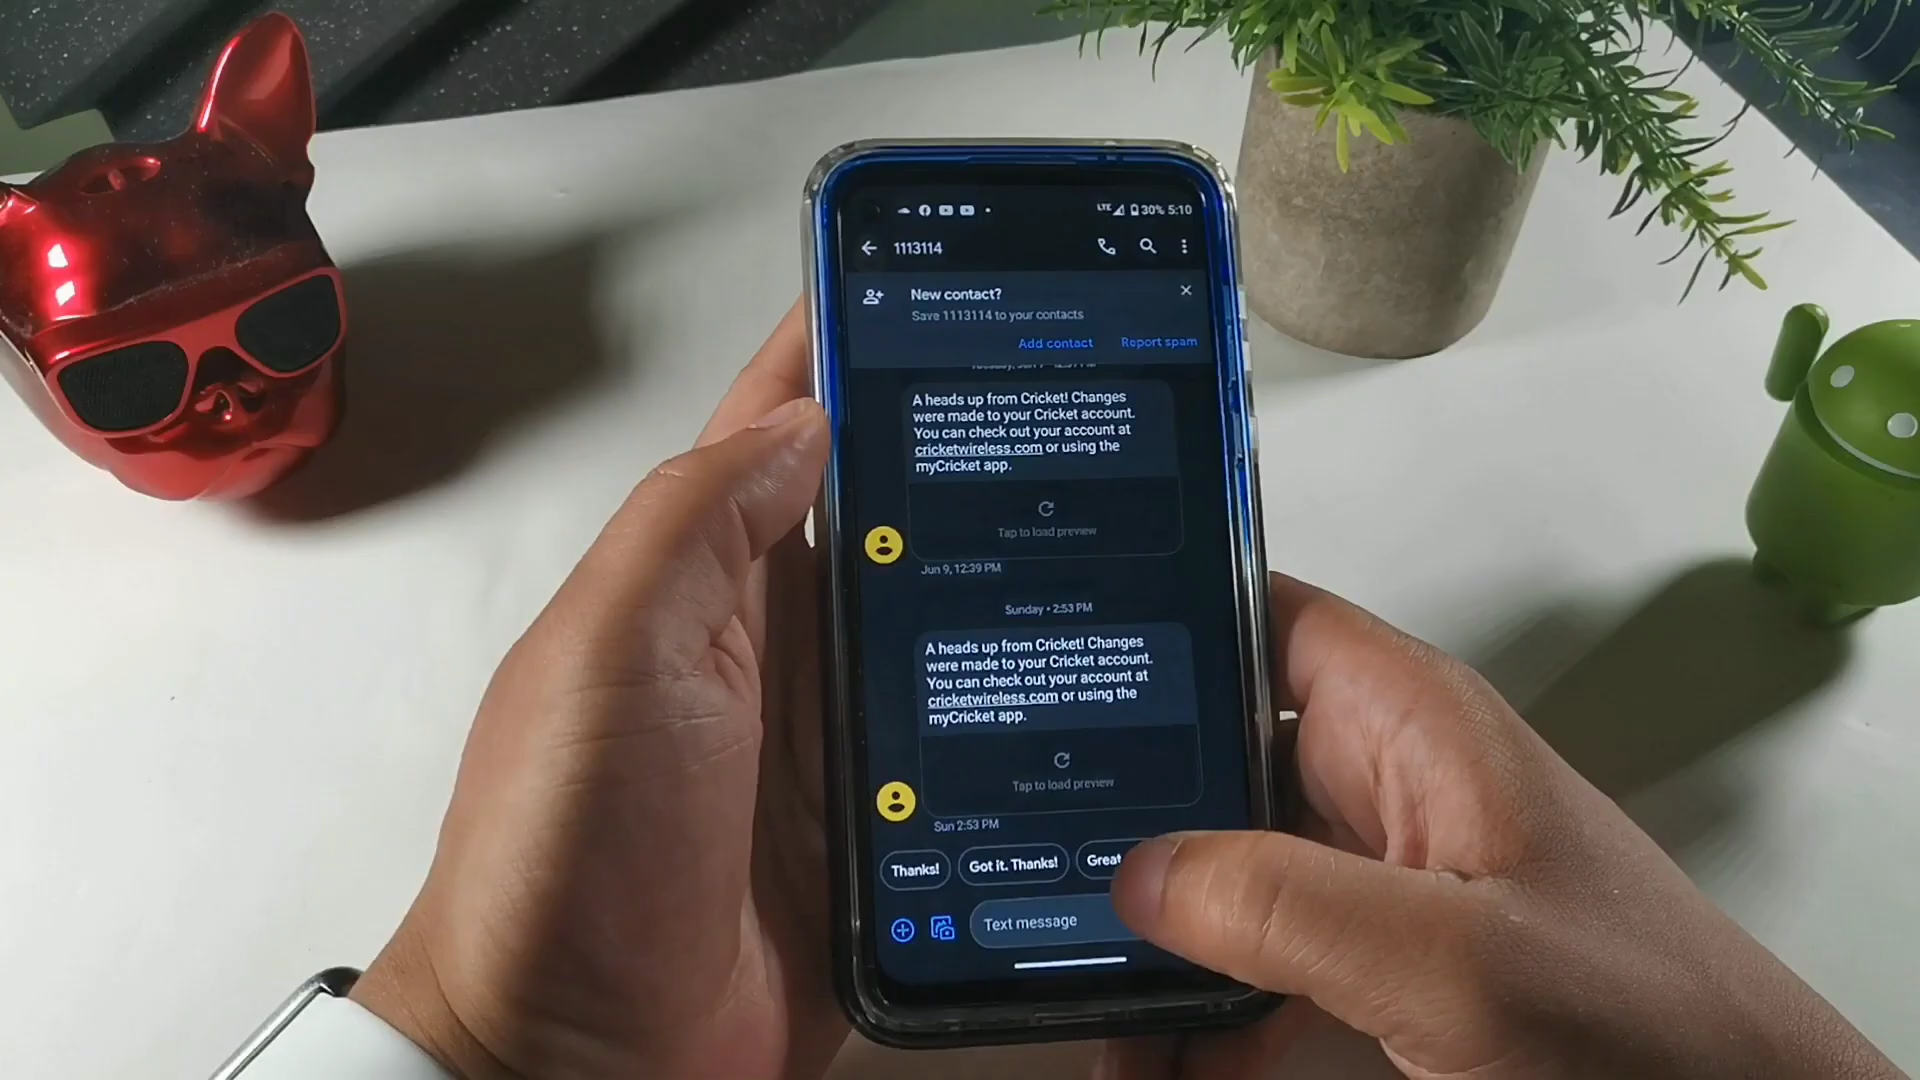 LTE 30% 5:10
1113114
New contact?
Save 1113114 to your contacts
Add contact Report spam
A heads up from Cricket! Changes
were made to your Cricket account.
You can check out your account at
cricketwireless.com or using the
myCricket app.
Tap to load preview
Jun 9, 12:39 PM
Sunday • 2:53 PM
A heads up from Cricket! Changes
were made to your Cricket account.
You can check out your account at
cricketwireless.com or using the
myCricket app.
Tap to load preview
Sun 2:53 PM
Thanks! Got it. Thanks! Great
Text message